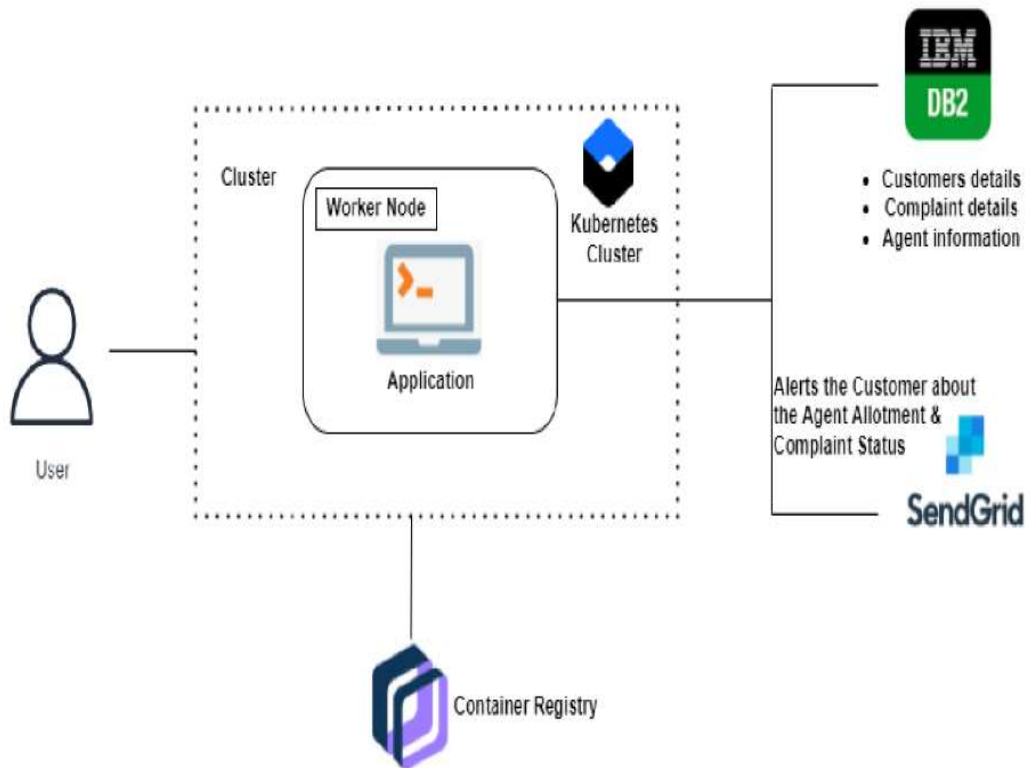 IBM
DB2
Cluster
Worker Node
Kubernetes
Cluster
• Customers details
• Complaint details
• Agent information
Application
Alerts the Customer about
the Agent Allotment &
Complaint Status
User
SendGrid
Container Registry